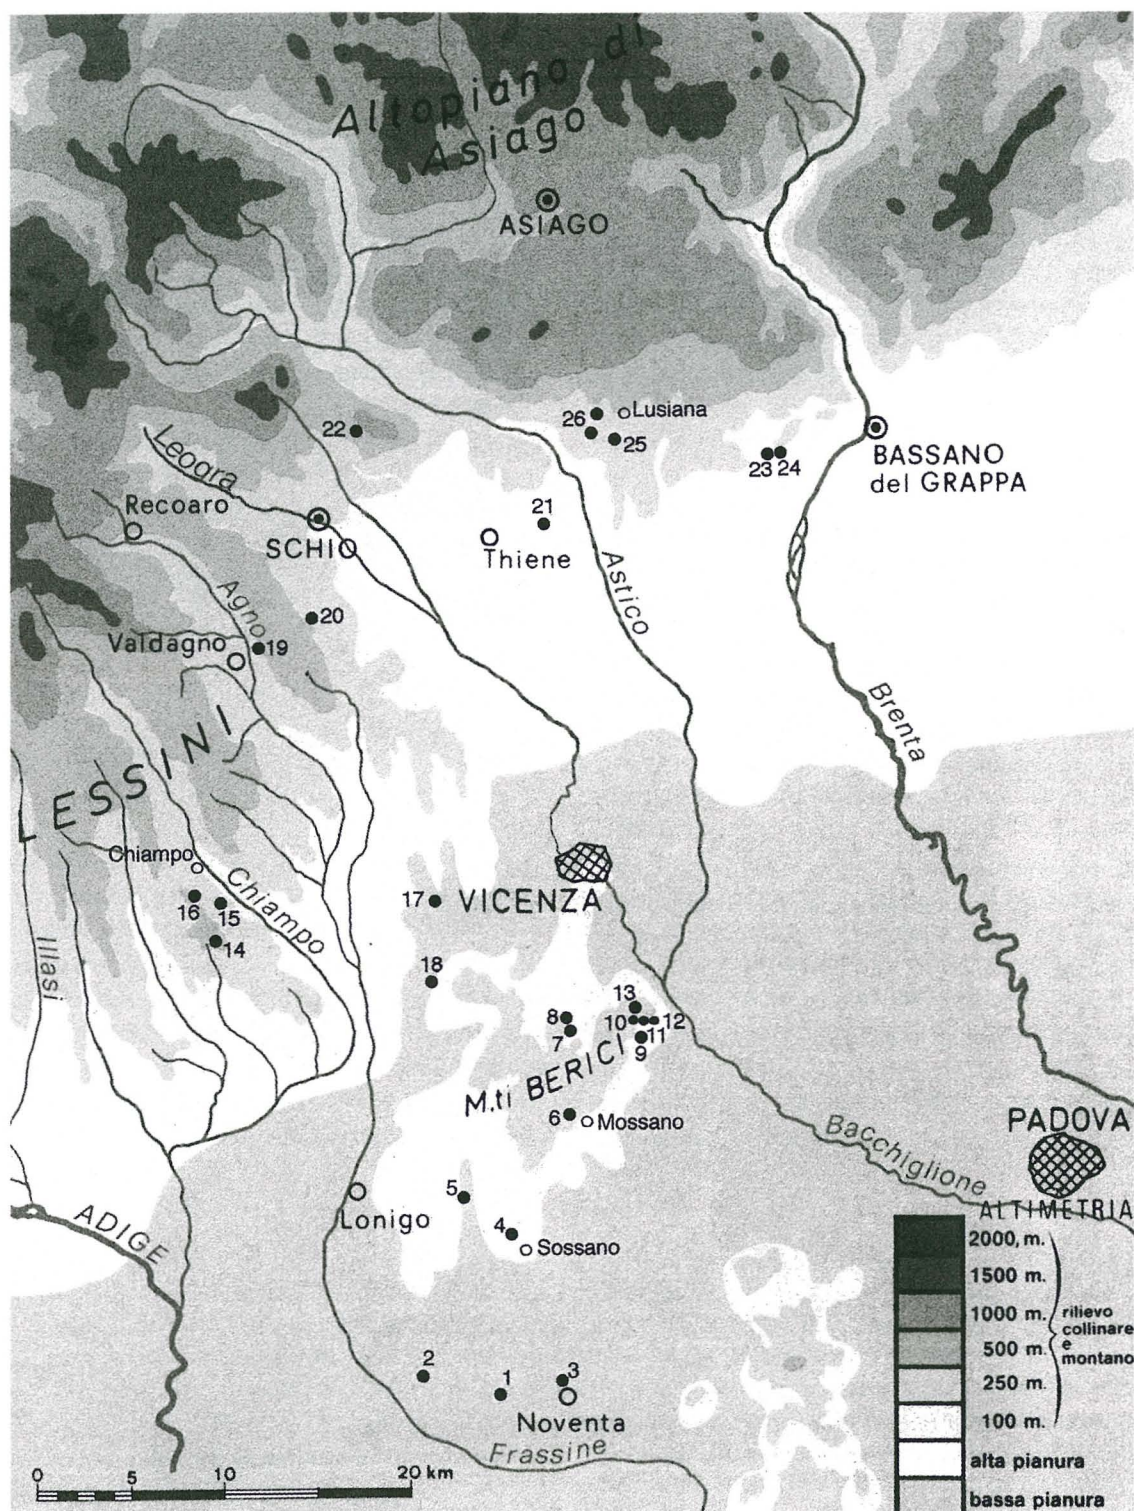 Altopiano di
Asiago
ASIAGO
26
Lusiana
22
25
BASSANO
del GRAPPA
23 24
Leogra
Recoaro
21
SCHIO
Thiene
Astico
Agno
20
Valdagno
19
Brenta
LESSINI
Chiampo
Chiampo
17
VICENZA
16
15
14
Illasi
18
13
8
10
12
7
11
9
M.ti BERICI
6
Mossano
PADOVA
Bacchiglione
5
Lonigo
ADIGE
4
Sossano
ALTIMETRIA
2000, m.
1500 m.
1000 m.
500 m.
250 m.
100 m.
rilievo
collinare
e
montano
alta pianura
bassa pianura
2
1
3
Noventa
Frassine
0 5 10 20 km